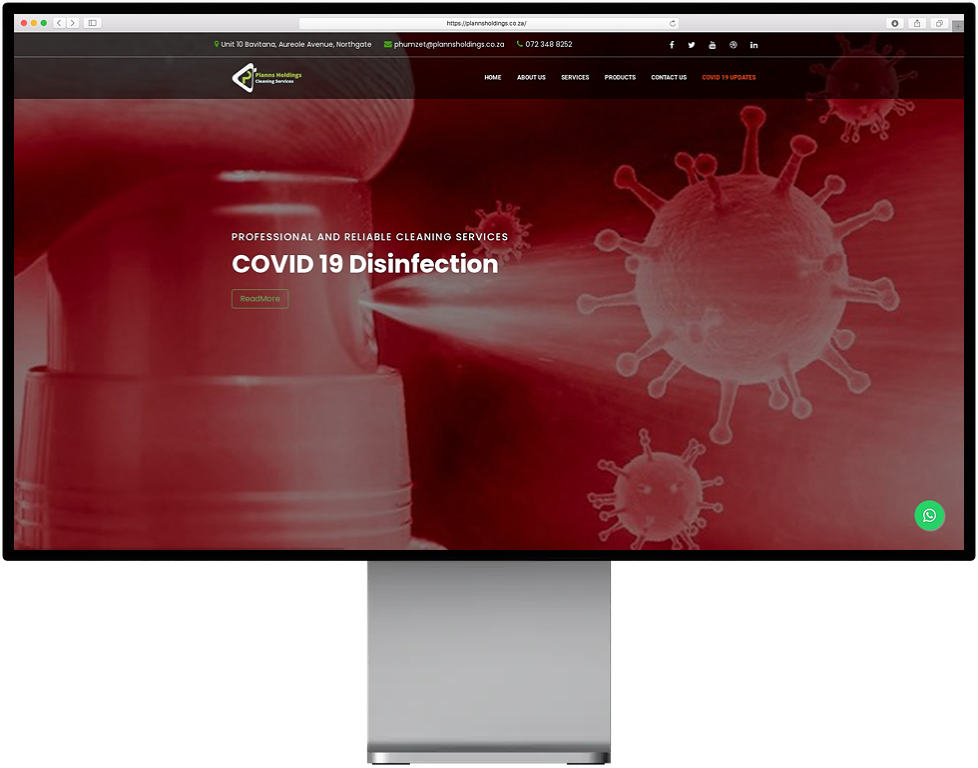 https://plannsholdings.co.za/
Unit 10 Bavitana, Aureole Avenue, Northgate phumzet@plannsholdings.co.za 072 348 8252
Planns Holdings
Cleaning Services
HOME ABOUT US SERVICES PRODUCTS CONTACT US COVID 19 UPDATES
PROFESSIONAL AND RELIABLE CLEANING SERVICES
COVID 19 Disinfection
ReadMore